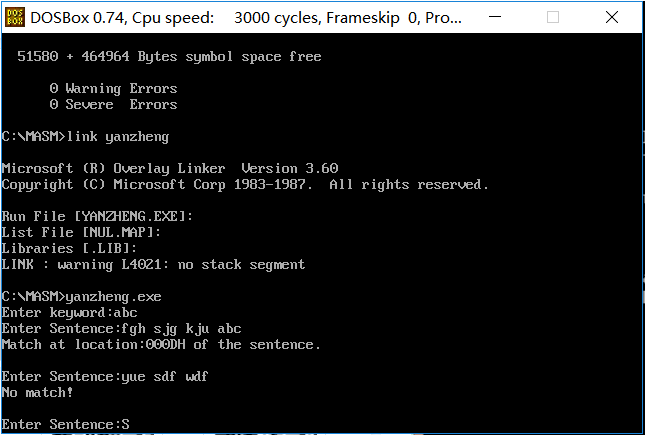 DOSBox 0.74, Cpu speed: 3000 cycles, Frameskip 0, Pro...
51580 + 464964 Bytes symbol space free
0 Warning Errors
0 Severe Errors
C:\MASM>link yanzheng
Microsoft (R) Overlay Linker Version 3.60
Copyright (C) Microsoft Corp 1983-1987. All rights reserved.
Run File [YANZHENG.EXE]:
List File [NUL.MAP]:
Libraries [.LIB]:
LINK : warning L4021: no stack segment
C:\MASM>yanzheng.exe
Enter keyword:abc
Enter Sentence:fgh sjg kju abc
Match at location:000DH of the sentence.
Enter Sentence:yue sdf wdf
No match!
Enter Sentence:S